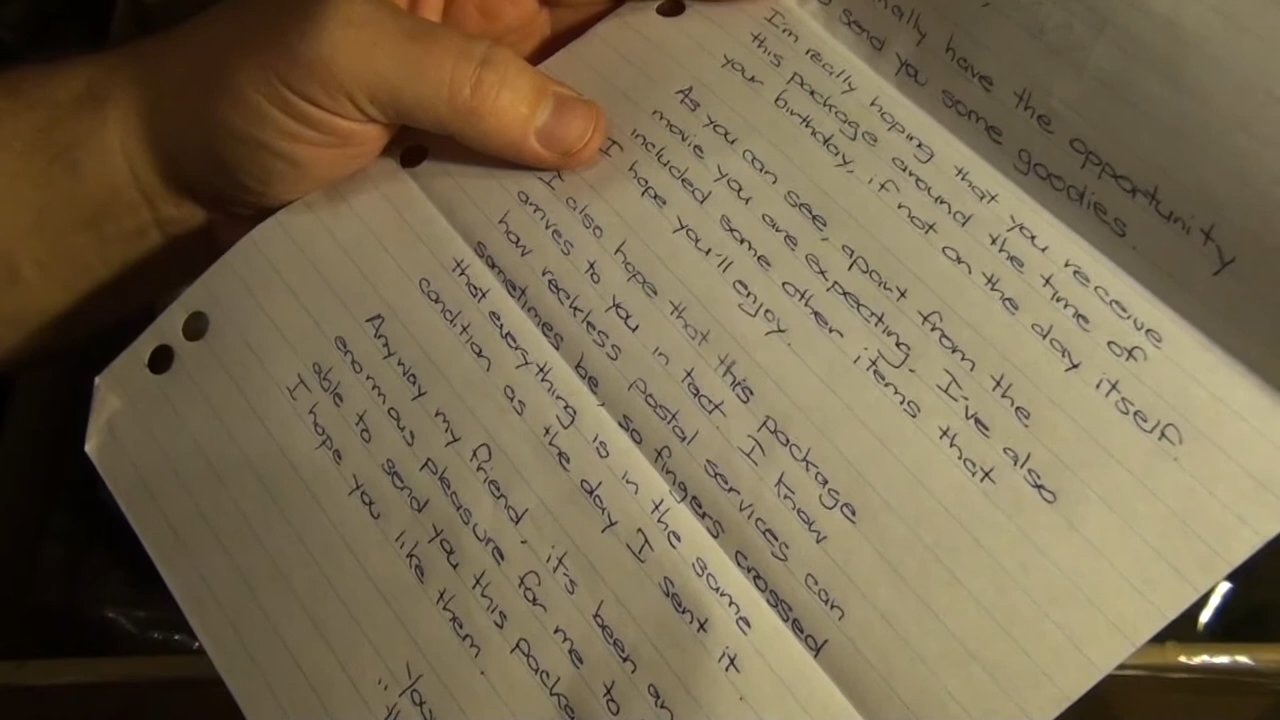 have the opportunity
send you some goodies.
I'm really hoping that you receive
this package around the time of
your birthday, if not on the day itself.
As you can see, apart from the
movie you are expecting. I've also
included some other items that
I hope you'll enjoy.
I also hope that this package
arrives to you in tact. I know
how reckless postal services can
sometimes be, so fingers crossed
that everything is in the same
condition as the day I sent it.
Anyway my friend, it's been an
enormous pleasure for me to
able to send you this
I hope you like them.